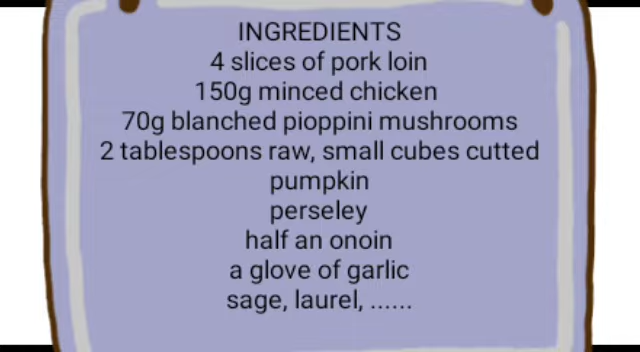 INGREDIENTS
4 slices of pork loin
150g minced chicken
70g blanched pioppini mushrooms
2 tablespoons raw, small cubes cutted
pumpkin
perseley
half an onoin
a glove of garlic
sage, laurel, ......